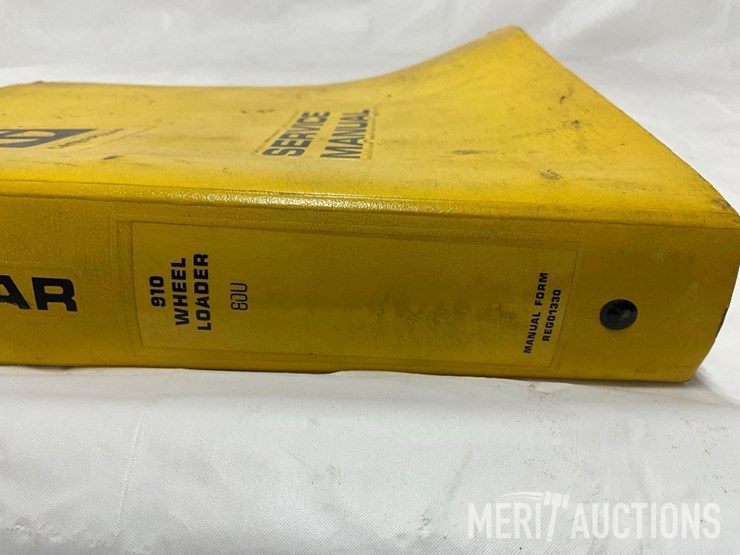 SERVICE
MANUAL
AR
910
WHEEL
LOADER
80U
MANUAL FORM
REG01330
MERIT AUCTIONS